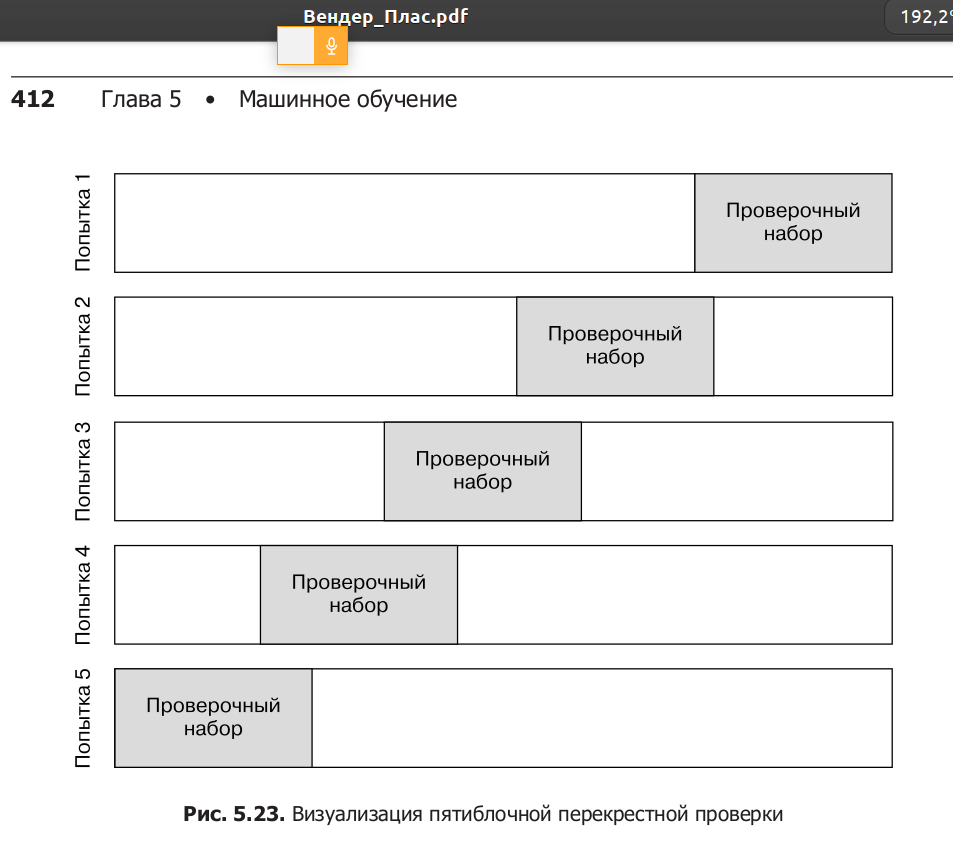 Вендер_Плас.pdf
192,2%
412 Глава 5 • Машинное обучение
Попытка 1
Проверочный
набор
Попытка 2
Проверочный
набор
Попытка 3
Проверочный
набор
Попытка 4
Проверочный
набор
Попытка 5
Проверочный
набор
Рис. 5.23. Визуализация пятиблочной перекрестной проверки